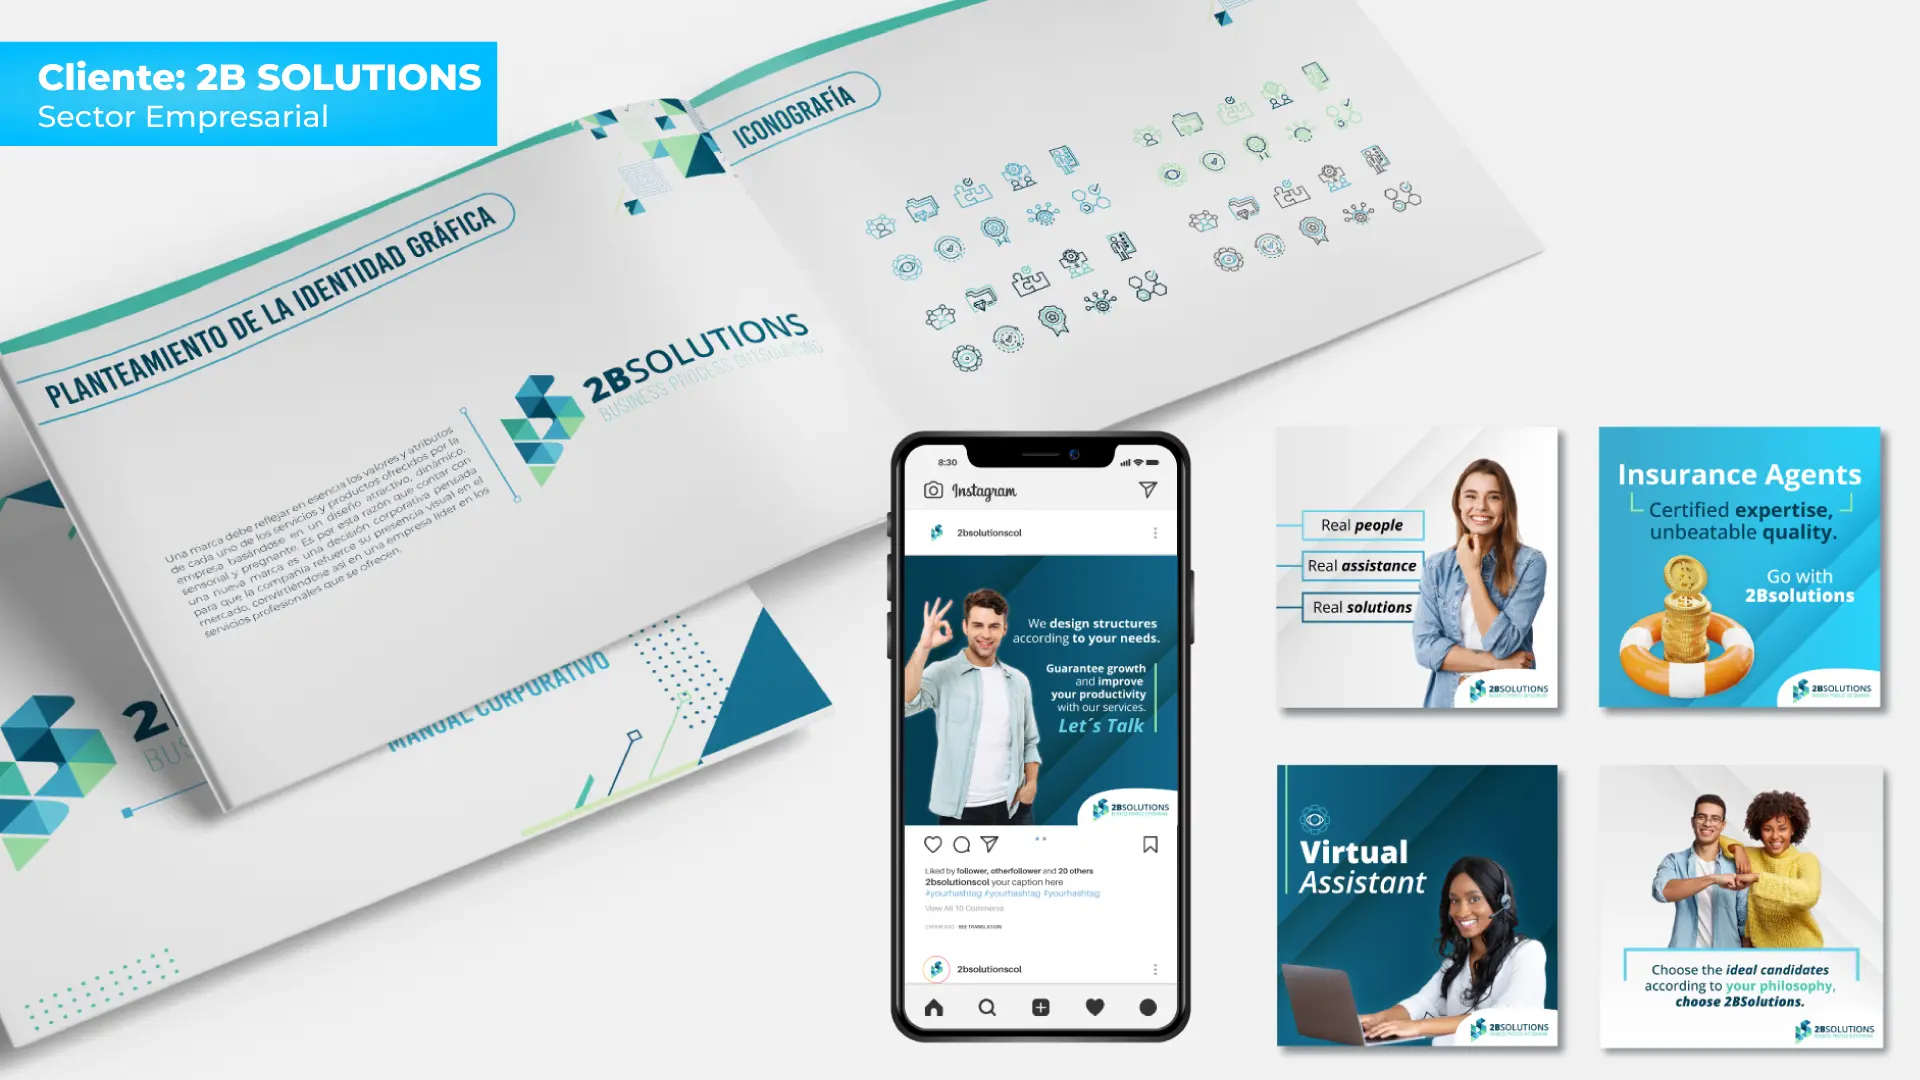 Cliente: 2B SOLUTIONS
Sector Empresarial
PLANTEAMIENTO DE LA IDENTIDAD GRÁFICA
Una marca debe reflejar en esencia los valores y atributos
de cada uno de los servicios y productos ofrecidos por la
empresa basándose en un diseño atractivo, dinámico,
sensorial y pregnante. Es por esta razón que contar con
una nueva marca es una decisión corporativa pensada
para que la compañía refuerce su presencia visual en el
mercado, convirtiéndose así en una empresa líder en los
servicios profesionales que se ofrecen.
2BSOLUTIONS
BUSINESS PROCESS OUTSOURCING
ICONOGRAFÍA
2
BUS
MANUAL CORPORATIVO
8:30
Instagram
2bsolutionscol
We design structures
according to your needs.
Guarantee growth
and improve
your productivity
with our services.
Let´s Talk
2BSOLUTIONS
Liked by follower, otherfollower and 20 others
2bsolutionscol your caption here
#yourhashtag #yourhashtag #yourhashtag
View All 10 Comments
SEE TRANSLATION
2bsolutionscol
Real people
Real assistance
Real solutions
2BSOLUTIONS
Insurance Agents
Certified expertise,
unbeatable quality.
Go with
2Bsolutions
2BSOLUTIONS
Virtual
Assistant
2BSOLUTIONS
Choose the ideal candidates
according to your philosophy,
choose 2BSolutions.
2BSOLUTIONS